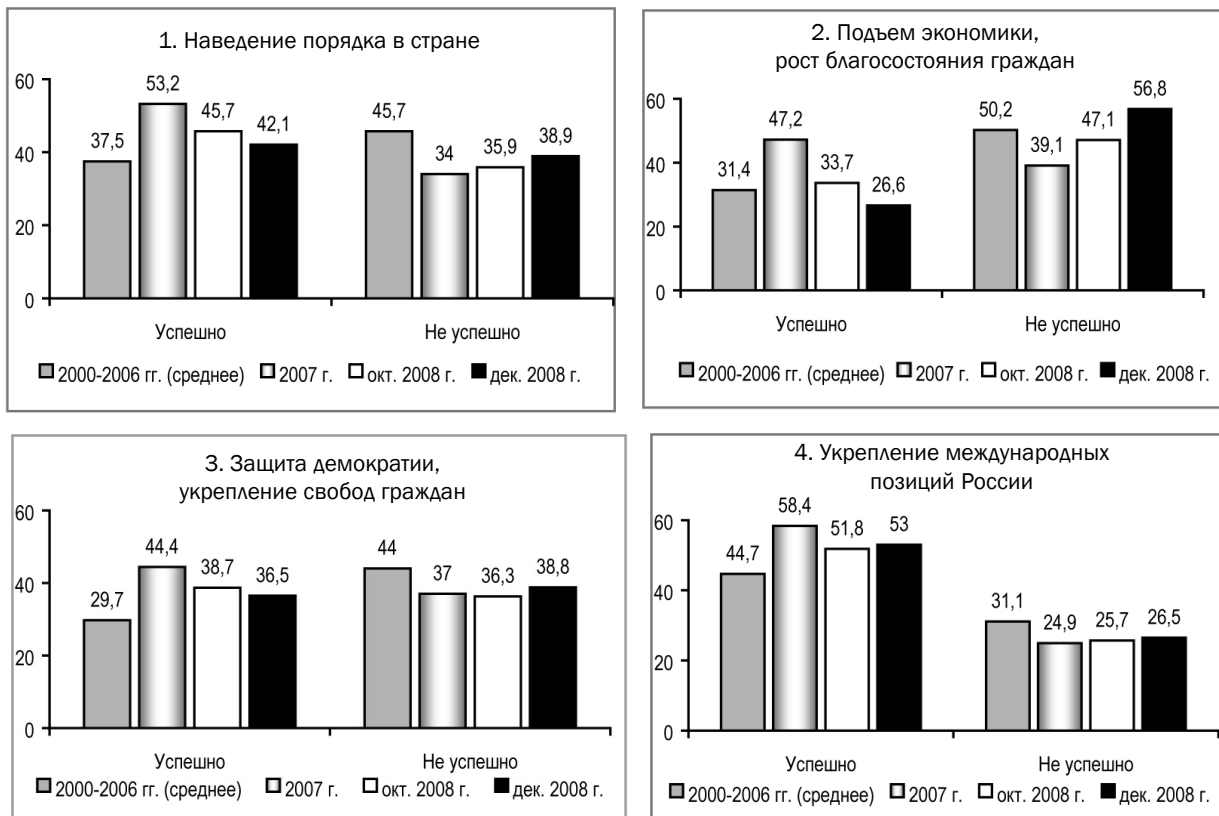 1. Наведение порядка в стране
60
53,2
45,7
45,7
42,1
37,5
38,9
35,9
34
40
20
0
Успешно
Не успешно
2000-2006 гг. (среднее) 2007 г. окт. 2008 г. дек. 2008 г.
2. Подъем экономики,
рост благосостояния граждан
60
56,8
50,2
47,2
47,1
39,1
33,7
31,4
26,6
40
20
0
Успешно
Не успешно
2000-2006 гг. (среднее) 2007 г. окт. 2008 г. дек. 2008 г.
3. Защита демократии,
укрепление свобод граждан
60
44,4
44
38,7
36,5
38,8
37
36,3
29,7
40
20
0
Успешно
Не успешно
2000-2006 гг. (среднее) 2007 г. окт. 2008 г. дек. 2008 г.
4. Укрепление международных
позиций России
60
58,4
53
51,8
44,7
31,1
24,9
25,7
26,5
40
20
0
Успешно
Не успешно
2000-2006 гг. (среднее) 2007 г. окт. 2008 г. дек. 2008 г.